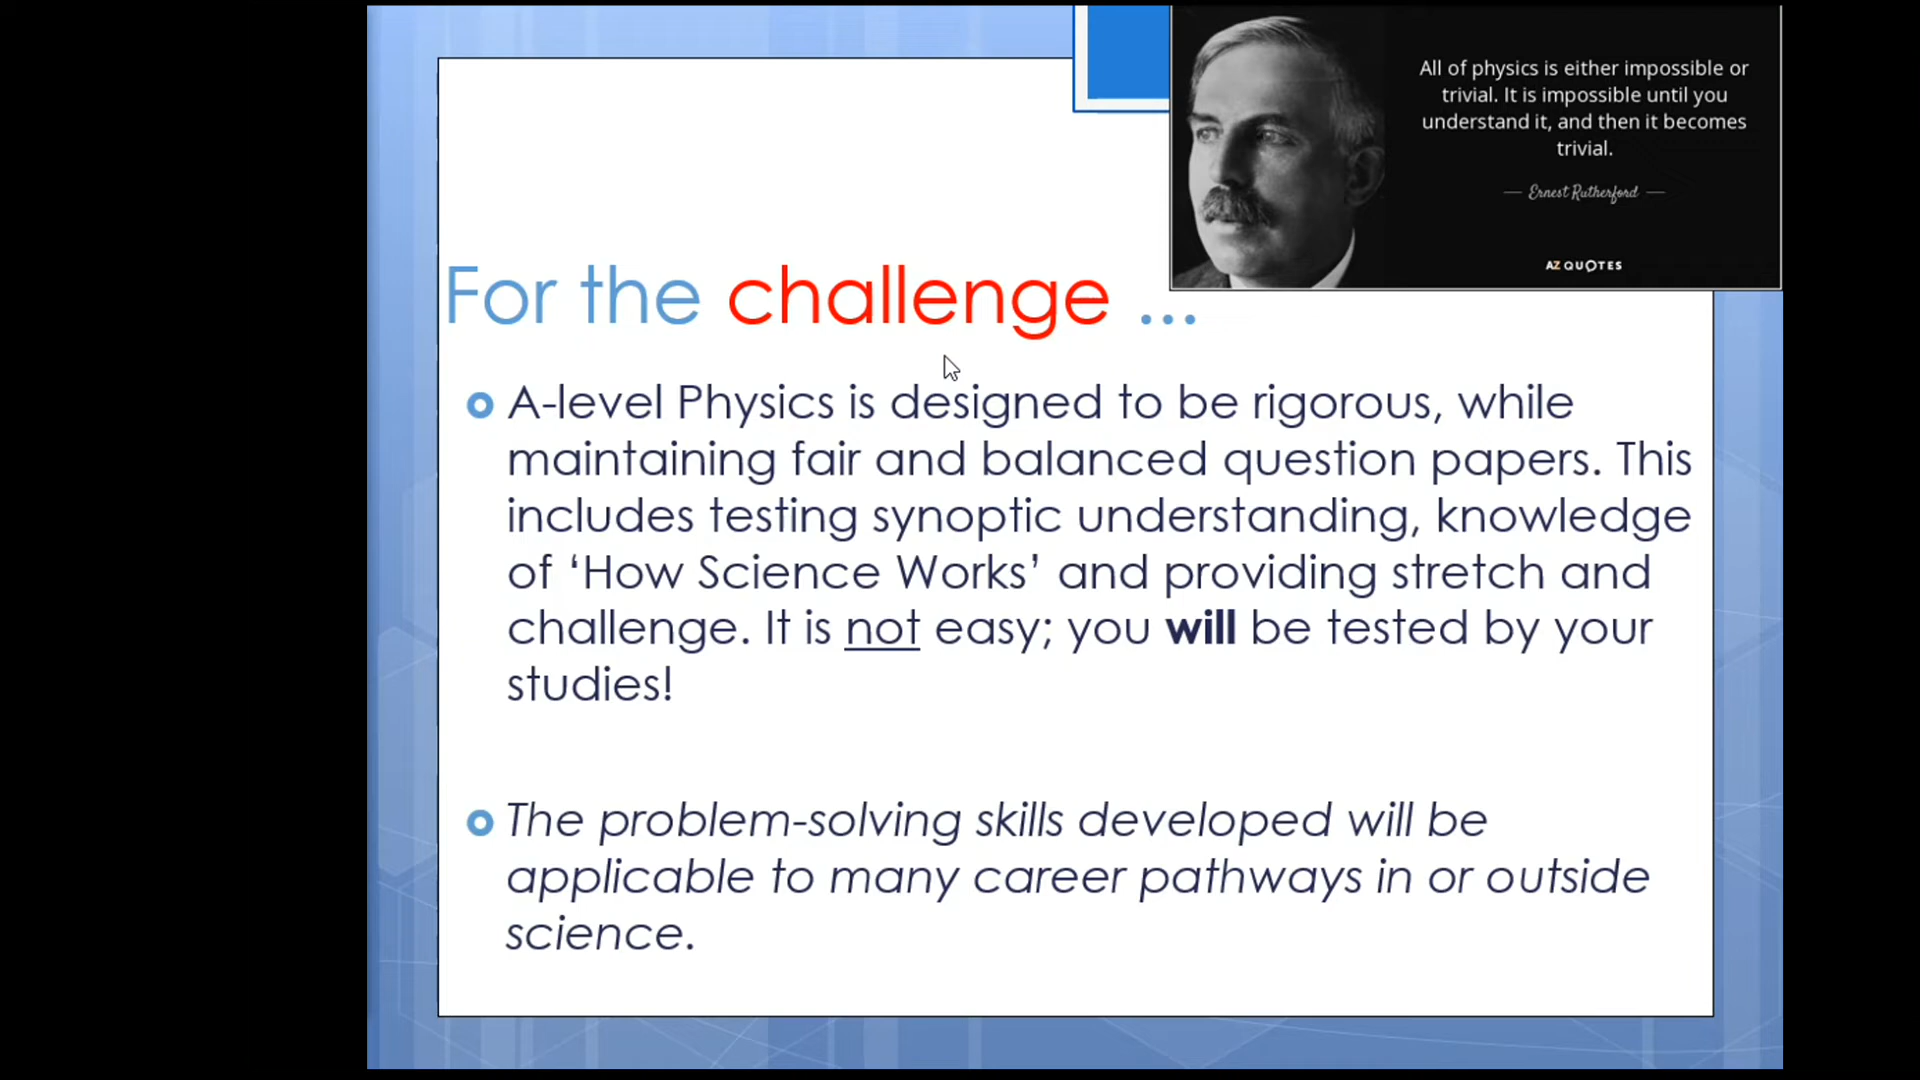 All of physics is either impossible or
trivial. It is impossible until you
understand it, and then it becomes
trivial.
— Ernest Rutherford —
AZ QUOTES
For the challenge ...
A-level Physics is designed to be rigorous, while
maintaining fair and balanced question papers. This
includes testing synoptic understanding, knowledge
of ‘How Science Works’ and providing stretch and
challenge. It is not easy; you will be tested by your
studies!
The problem-solving skills developed will be
applicable to many career pathways in or outside
science.